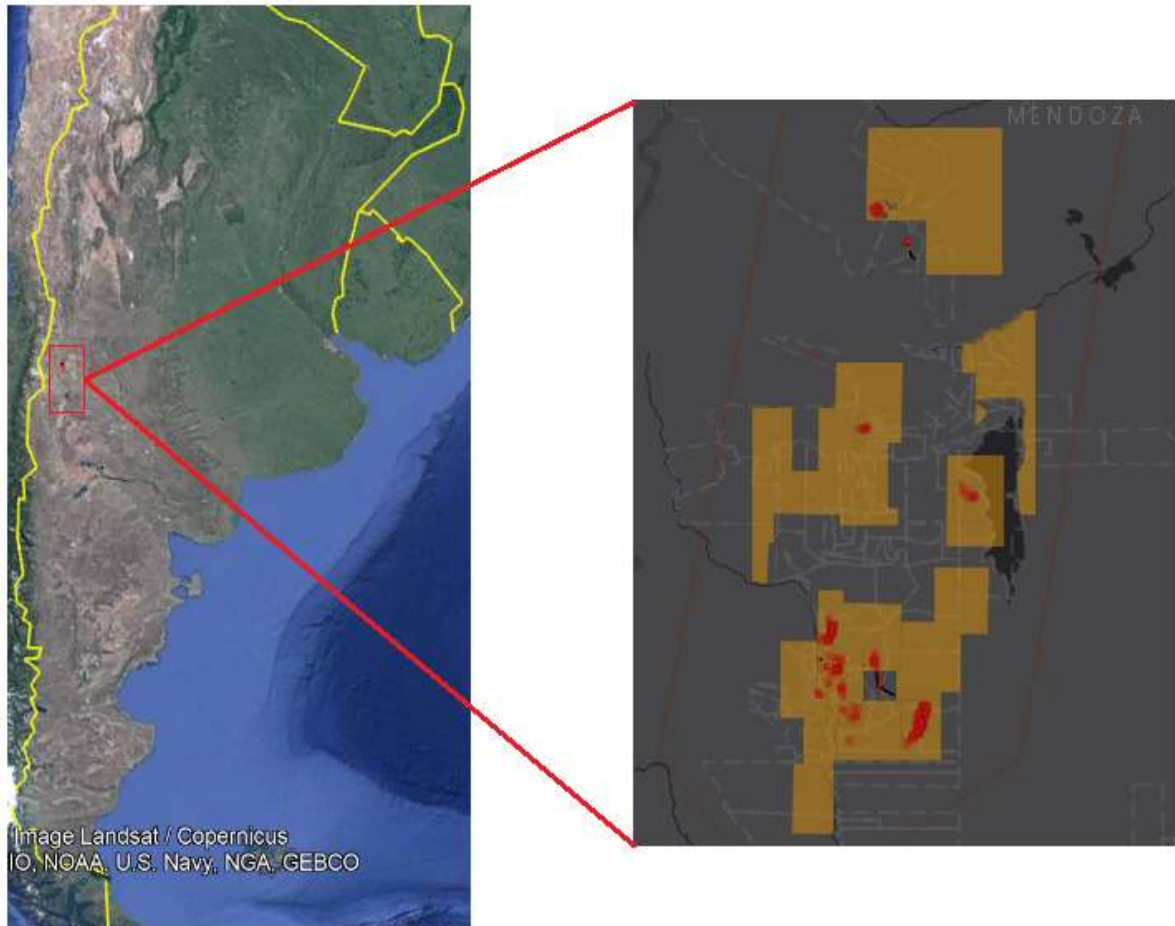 MENDOZA
Image Landsat / Copernicus
IO, NOAA, U.S. Navy, NGA, GEBCO